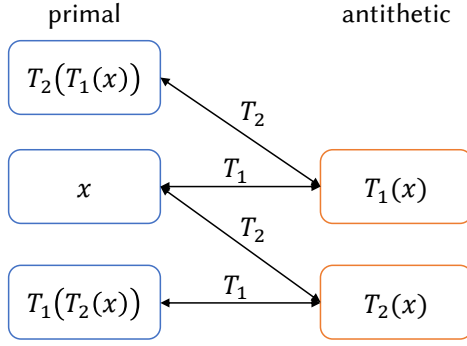 primal antithetic
T₂(T₁(x))
T₂
x T₁ T₁(x)
T₂
T₁(T₂(x)) T₁ T₂(x)